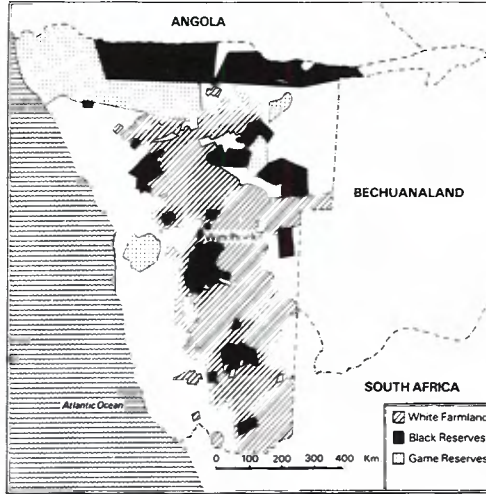 ANGOLA
BECHUANALAND
SOUTH AFRICA
Atlantic Ocean
White Farmland
Black Reserves
Game Reserves
0 100 200 300 400 Km